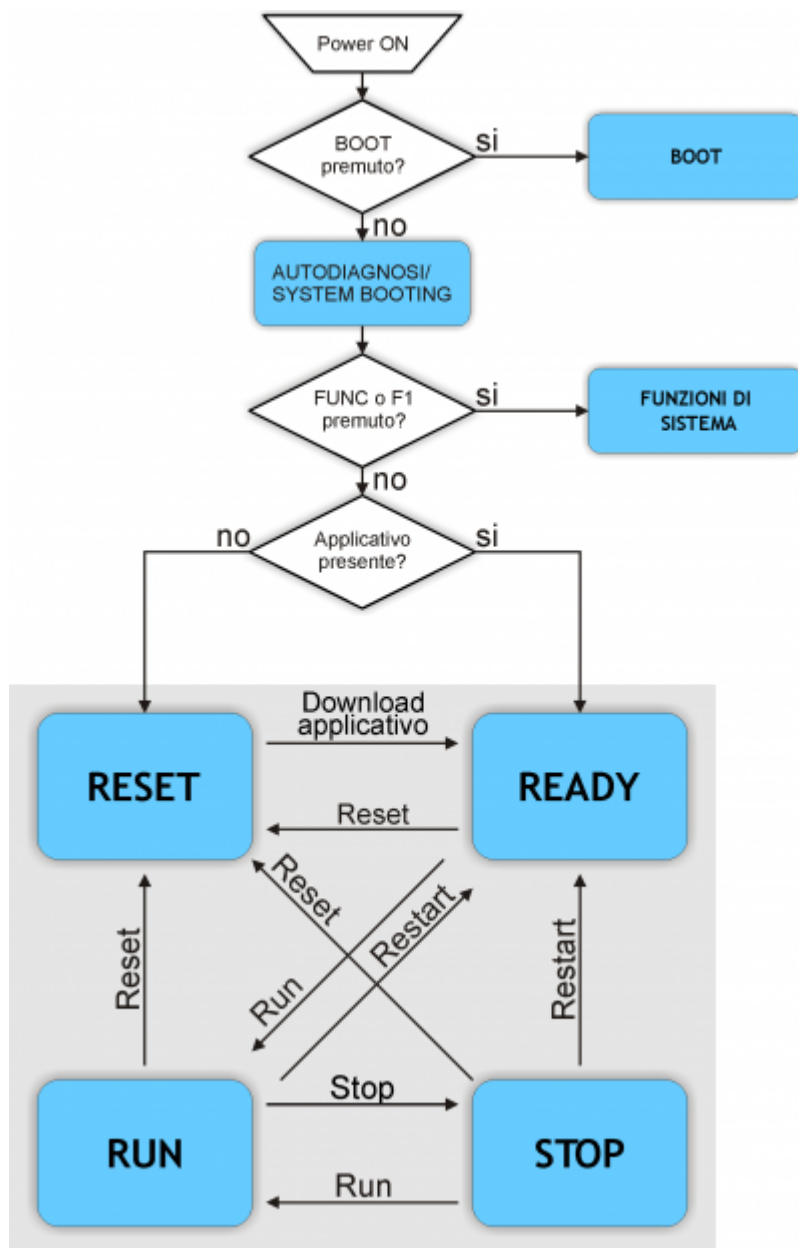 Power ON
BOOT
premuto?
si
BOOT
no
AUTODIAGNOSI/
SYSTEM BOOTING
FUNC o F1
premuto?
si
FUNZIONI DI
SISTEMA
no
no
Applicativo
presente?
si
RESET
Download
applicativo
READY
Reset
Reset
Reset
Run
Restart
Restart
RUN
Stop
STOP
Run